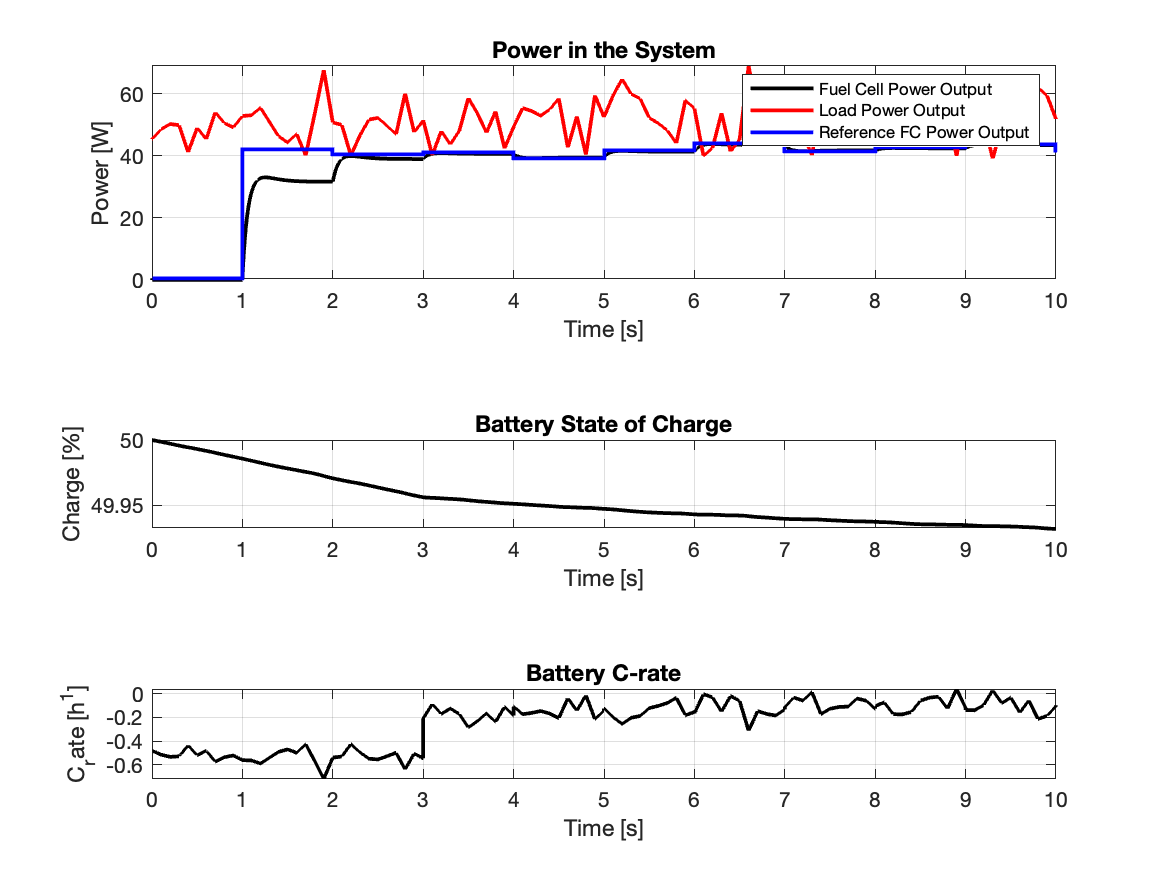 Power in the System
Power [W]
60
40
20
0
Fuel Cell Power Output
Load Power Output
Reference FC Power Output
0 1 2 3 4 5 6 7 8 9 10
Time [s]
Battery State of Charge
Charge [%]
50
49.95
0 1 2 3 4 5 6 7 8 9 10
Time [s]
Battery C-rate
C_rate [h^1]
0
-0.2
-0.4
-0.6
0 1 2 3 4 5 6 7 8 9 10
Time [s]